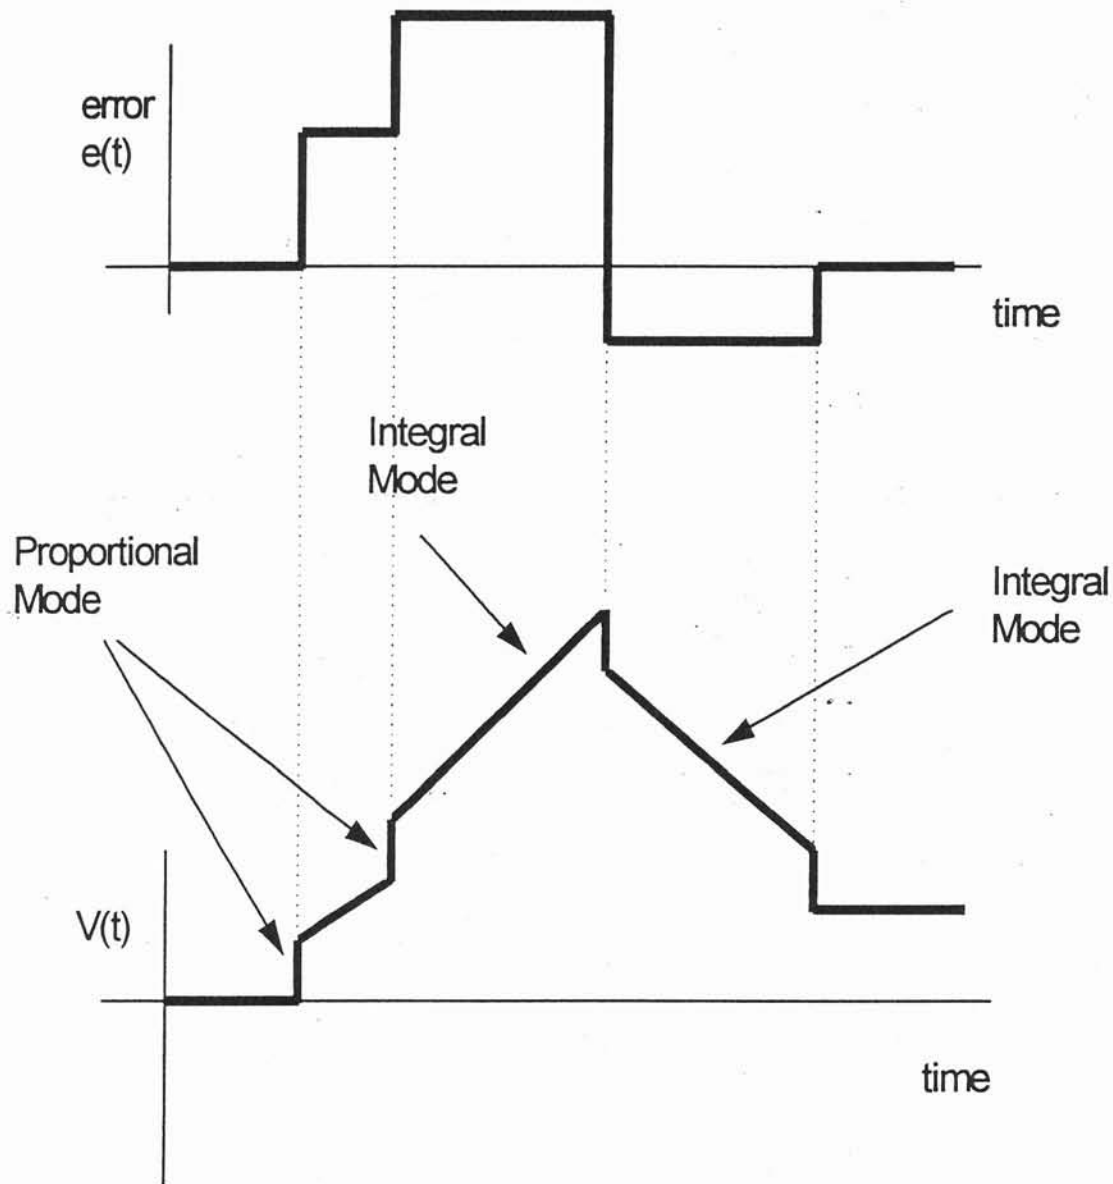 error
e(t)
time
Integral
Mode
Proportional
Mode
Integral
Mode
V(t)
time